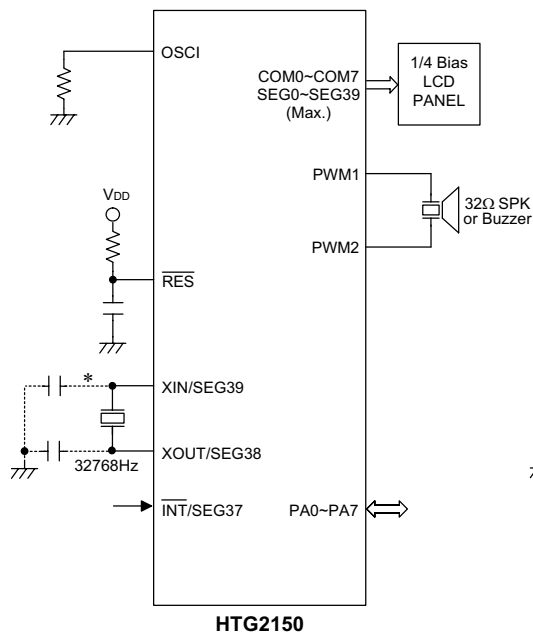 OSCI
COM0~COM7
SEG0~SEG39
(Max.)
1/4 Bias
LCD
PANEL
PWM1
32Ω SPK
or Buzzer
PWM2
VDD
RES
*
XIN/SEG39
XOUT/SEG38
32768Hz
INT/SEG37
PA0~PA7
HTG2150